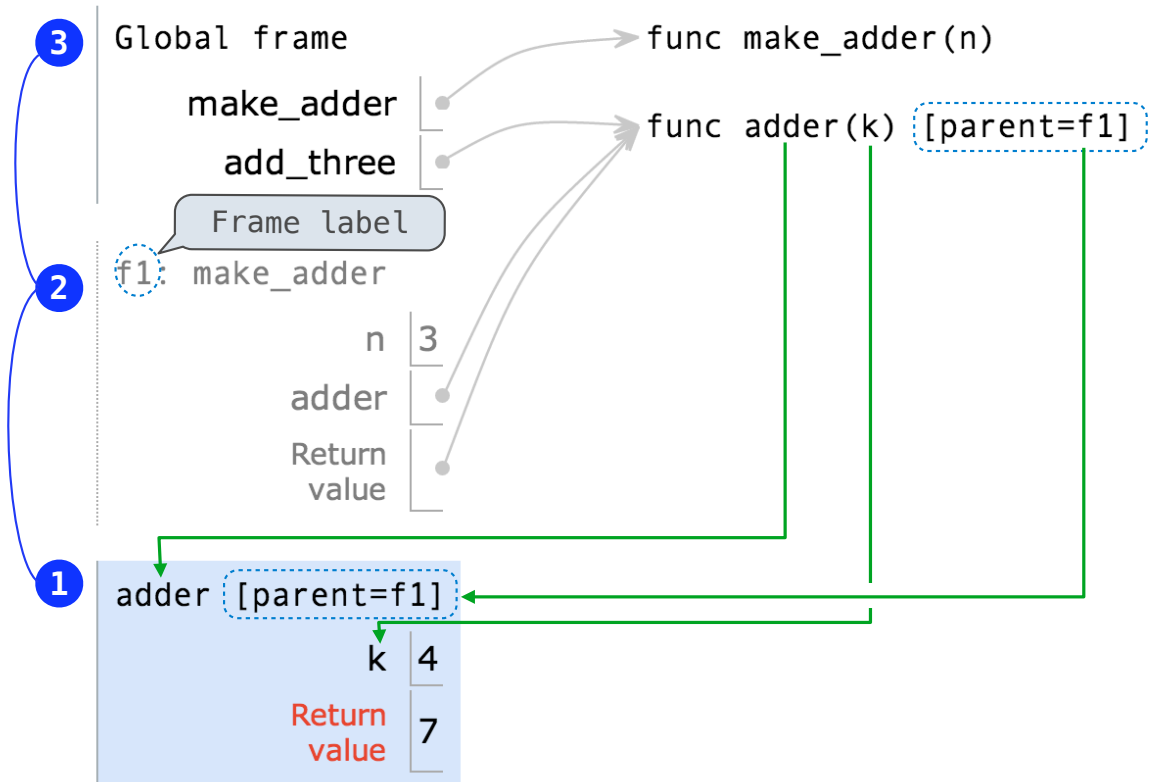 3
Global frame
func make_adder(n)
make_adder
func adder(k) [parent=f1]
add_three
Frame label
2
f1: make_adder
n 3
adder
Return
value
1
adder [parent=f1]
k 4
Return
value
7